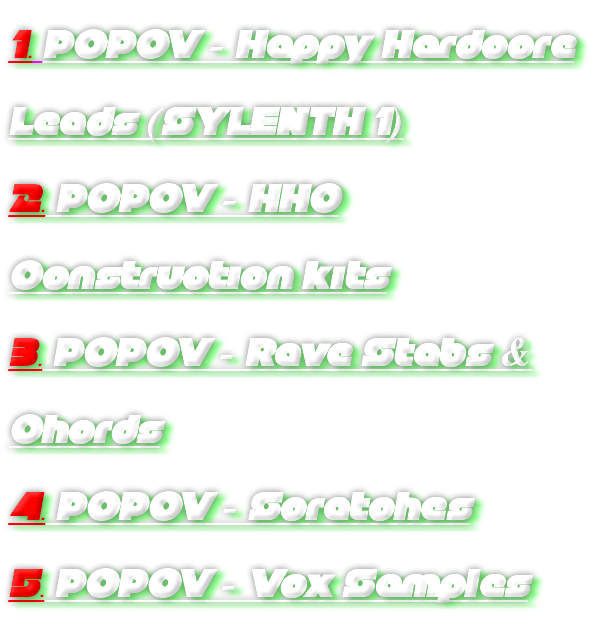 1. POPOV - Happy Hardcore
Leads (SYLENTH 1)
2. POPOV - HHC
Construction kits
3. POPOV - Rave Stabs &
Chords
4. POPOV - Scratches
5. POPOV - Vox Samples